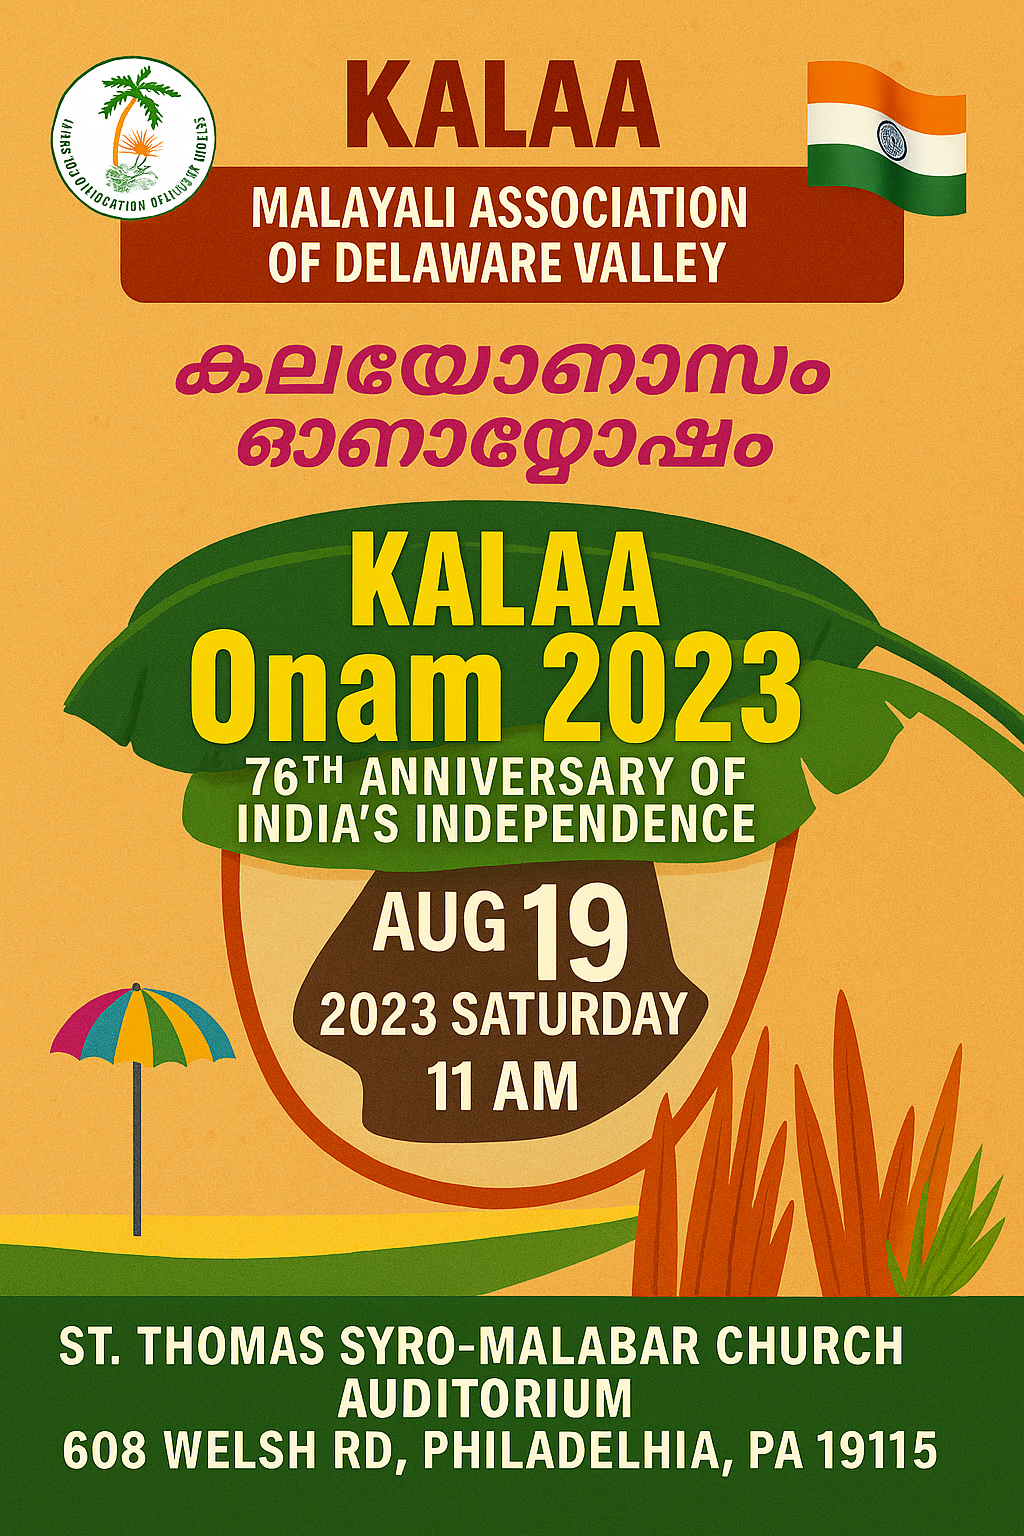 KALAA
MALAYALI ASSOCIATION
OF DELAWARE VALLEY
കലയോണാസം
ഓണായ്യോഷം
KALAA
Onam 2023
76TH ANNIVERSARY OF
INDIA'S INDEPENDENCE
AUG 19
2023 SATURDAY
11 AM
ST. THOMAS SYRO-MALABAR CHURCH
AUDITORIUM
608 WELSH RD, PHILADELHIA, PA 19115